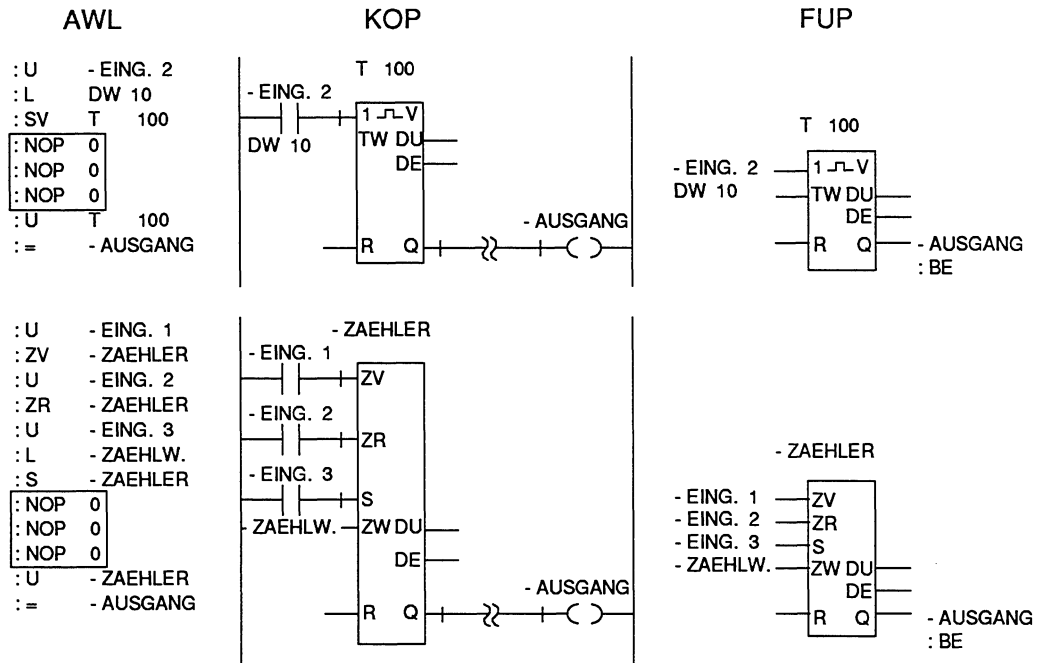 AWL
KOP
FUP
: U - EING. 2
: L DW 10
: SV T 100
: NOP 0
: NOP 0
: NOP 0
: U T 100
: = - AUSGANG
T 100
- EING. 2
1 V
DW 10
TW DU
DE
- AUSGANG
R Q
T 100
- EING. 2
1 V
DW 10
TW DU
DE
R Q
- AUSGANG
: BE
: U - EING. 1
: ZV - ZAEHLER
: U - EING. 2
: ZR - ZAEHLER
: U - EING. 3
: L - ZAEHLW.
: S - ZAEHLER
: NOP 0
: NOP 0
: NOP 0
: U - ZAEHLER
: = - AUSGANG
- ZAEHLER
- EING. 1
ZV
- EING. 2
ZR
- EING. 3
S
- ZAEHLW.
ZW DU
DE
- AUSGANG
R Q
- ZAEHLER
- EING. 1 ZV
- EING. 2 ZR
- EING. 3 S
- ZAEHLW. ZW DU
DE
R Q
- AUSGANG
: BE